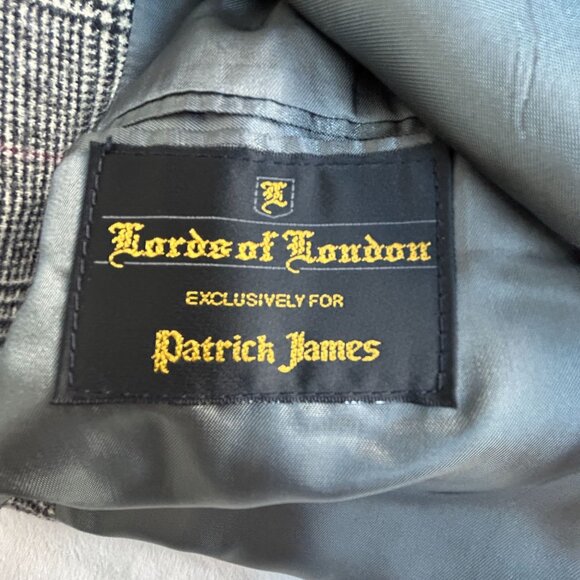 L
Lords of London
EXCLUSIVELY FOR
Patrick James